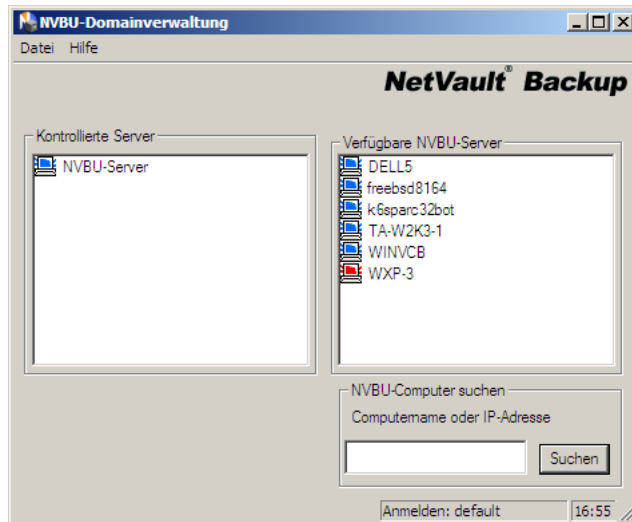 NVBU-Domainverwaltung
Datei Hilfe
NetVault® Backup
Kontrollierte Server
NVBU-Server
Verfügbare NVBU-Server
DELL5
freebsd8164
k6sparc32bot
TA-W2K3-1
WINVCB
WXP-3
NVBU-Computer suchen
Computername oder IP-Adresse
Suchen
Anmelden: default 16:55